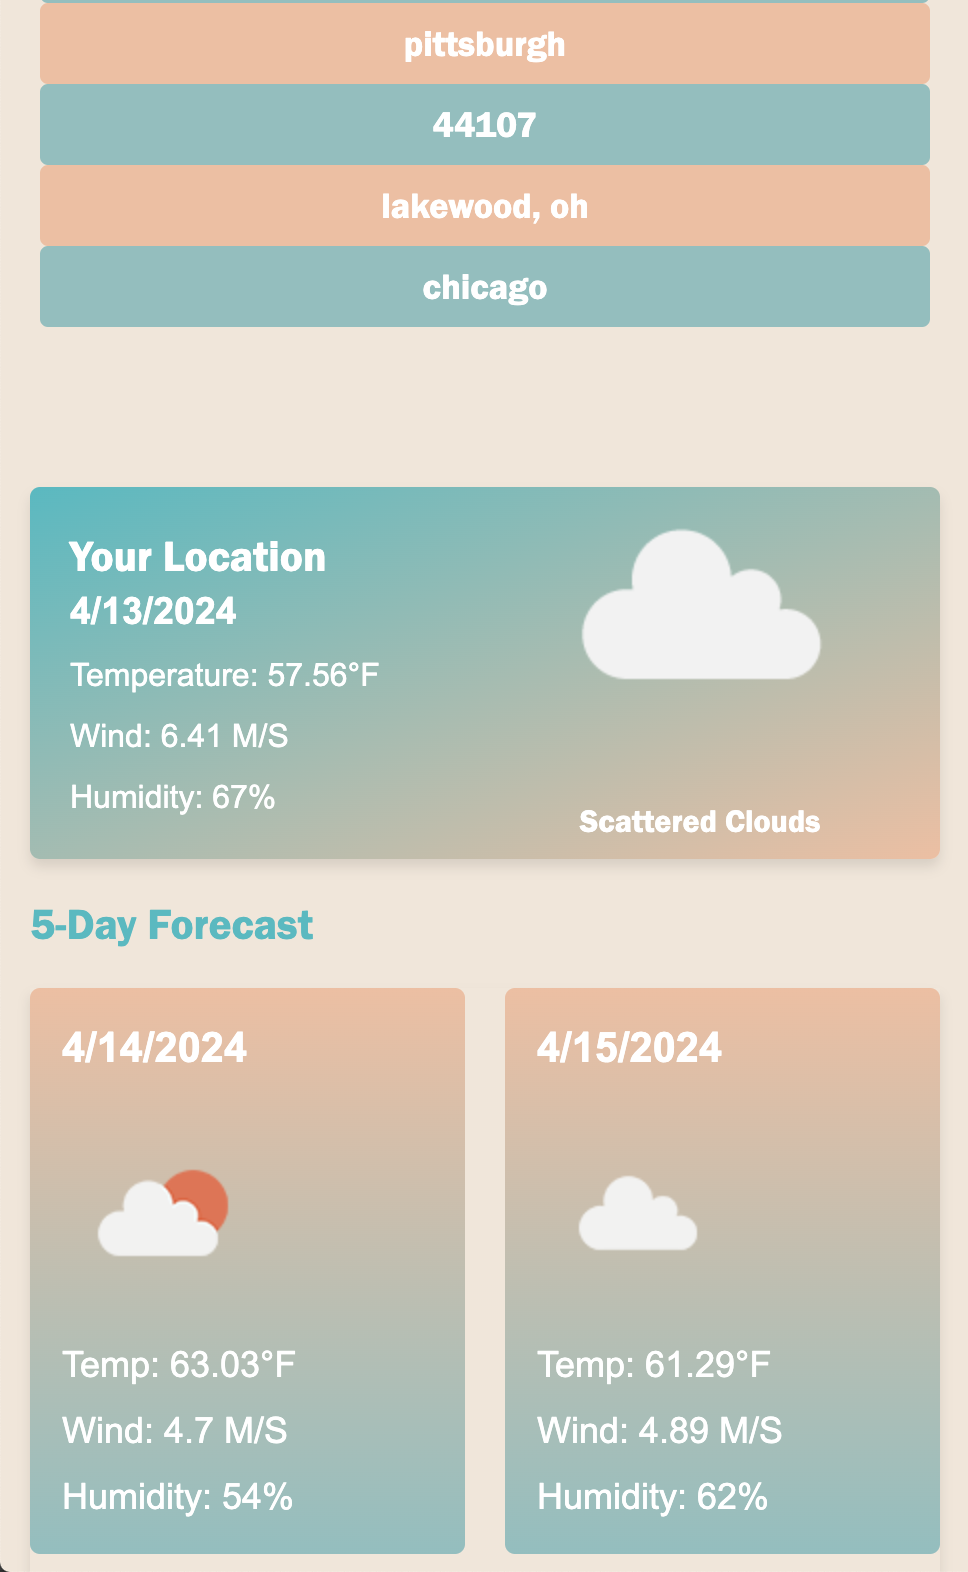 pittsburgh
44107
lakewood, oh
chicago
Your Location
4/13/2024
Temperature: 57.56°F
Wind: 6.41 M/S
Humidity: 67%
Scattered Clouds
5-Day Forecast
4/14/2024
Temp: 63.03°F
Wind: 4.7 M/S
Humidity: 54%
4/15/2024
Temp: 61.29°F
Wind: 4.89 M/S
Humidity: 62%